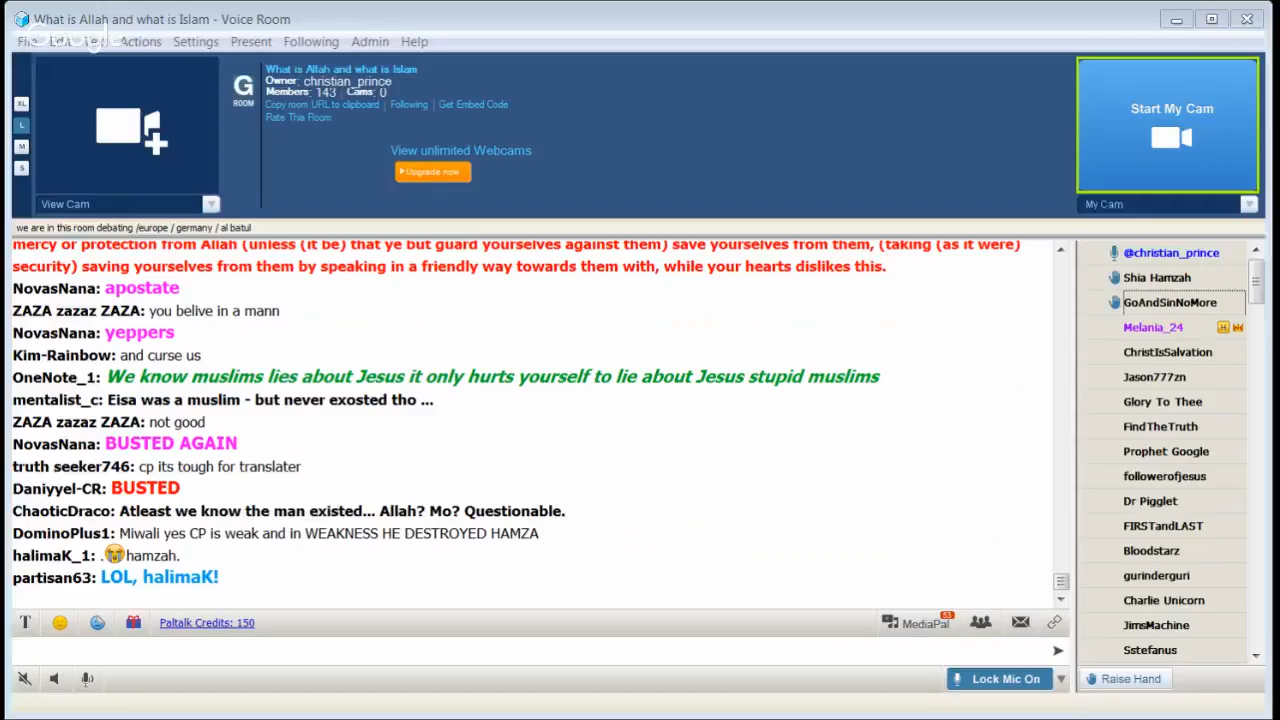 What is Allah and what is Islam - Voice Room
Google
Actions Settings Present Following Admin Help
What is Allah and what is Islam
G
ROOM
Owner: christian_prince
Members: 143 Cams: 0
Copy room URL to clipboard | Following | Get Embed Code
Rate This Room
View unlimited Webcams
Upgrade now
XL
L
M
S
View Cam
Start My Cam
My Cam
we are in this room debating /europe / germany / al batul
mercy or protection from Allah (unless (it be) that ye but guard yourselves against them) save yourselves from them, (taking (as it were)
security) saving yourselves from them by speaking in a friendly way towards them with, while your hearts dislikes this.
NovasNana: apostate
ZAZA zazaz ZAZA: you belive in a mann
NovasNana: yeppers
Kim-Rainbow: and curse us
OneNote_1: We know muslims lies about Jesus it only hurts yourself to lie about Jesus stupid muslims
mentalist_c: Eisa was a muslim - but never exosted tho ...
ZAZA zazaz ZAZA: not good
NovasNana: BUSTED AGAIN
truth seeker746: cp its tough for translater
Daniyyel-CR: BUSTED
ChaoticDraco: Atleast we know the man existed... Allah? Mo? Questionable.
DominoPlus1: Miwali yes CP is weak and in WEAKNESS HE DESTROYED HAMZA
halimaK_1: .😭hamzah.
partisan63: LOL, halimaK!
@christian_prince
Shia Hamzah
GoAndSinNoMore
Melania_24
ChristIsSalvation
Jason777zn
Glory To Thee
FindTheTruth
Prophet Google
followerofjesus
Dr Pigglet
FIRSTandLAST
Bloodstarz
gurinderguri
Charlie Unicorn
JimsMachine
Sstefanus
T
Paltalk Credits: 150
MediaPal
53
Lock Mic On
Raise Hand